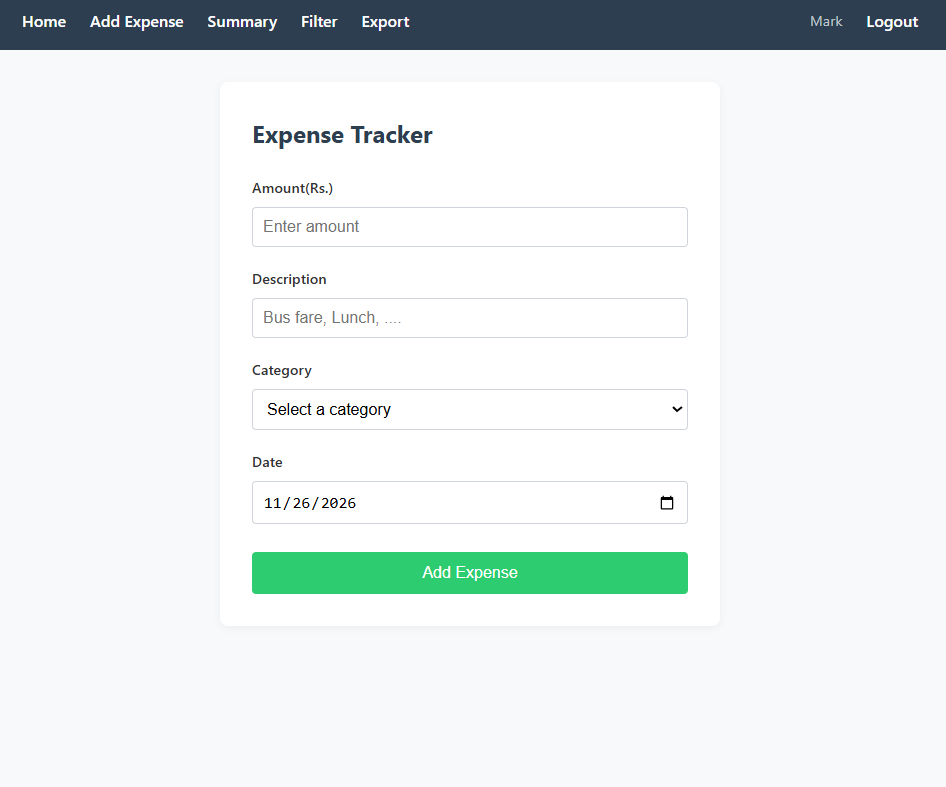 Home Add Expense Summary Filter Export Mark Logout
Expense Tracker
Amount(Rs.)
Enter amount
Description
Bus fare, Lunch, ....
Category
Select a category
Date
11/26/2026
Add Expense